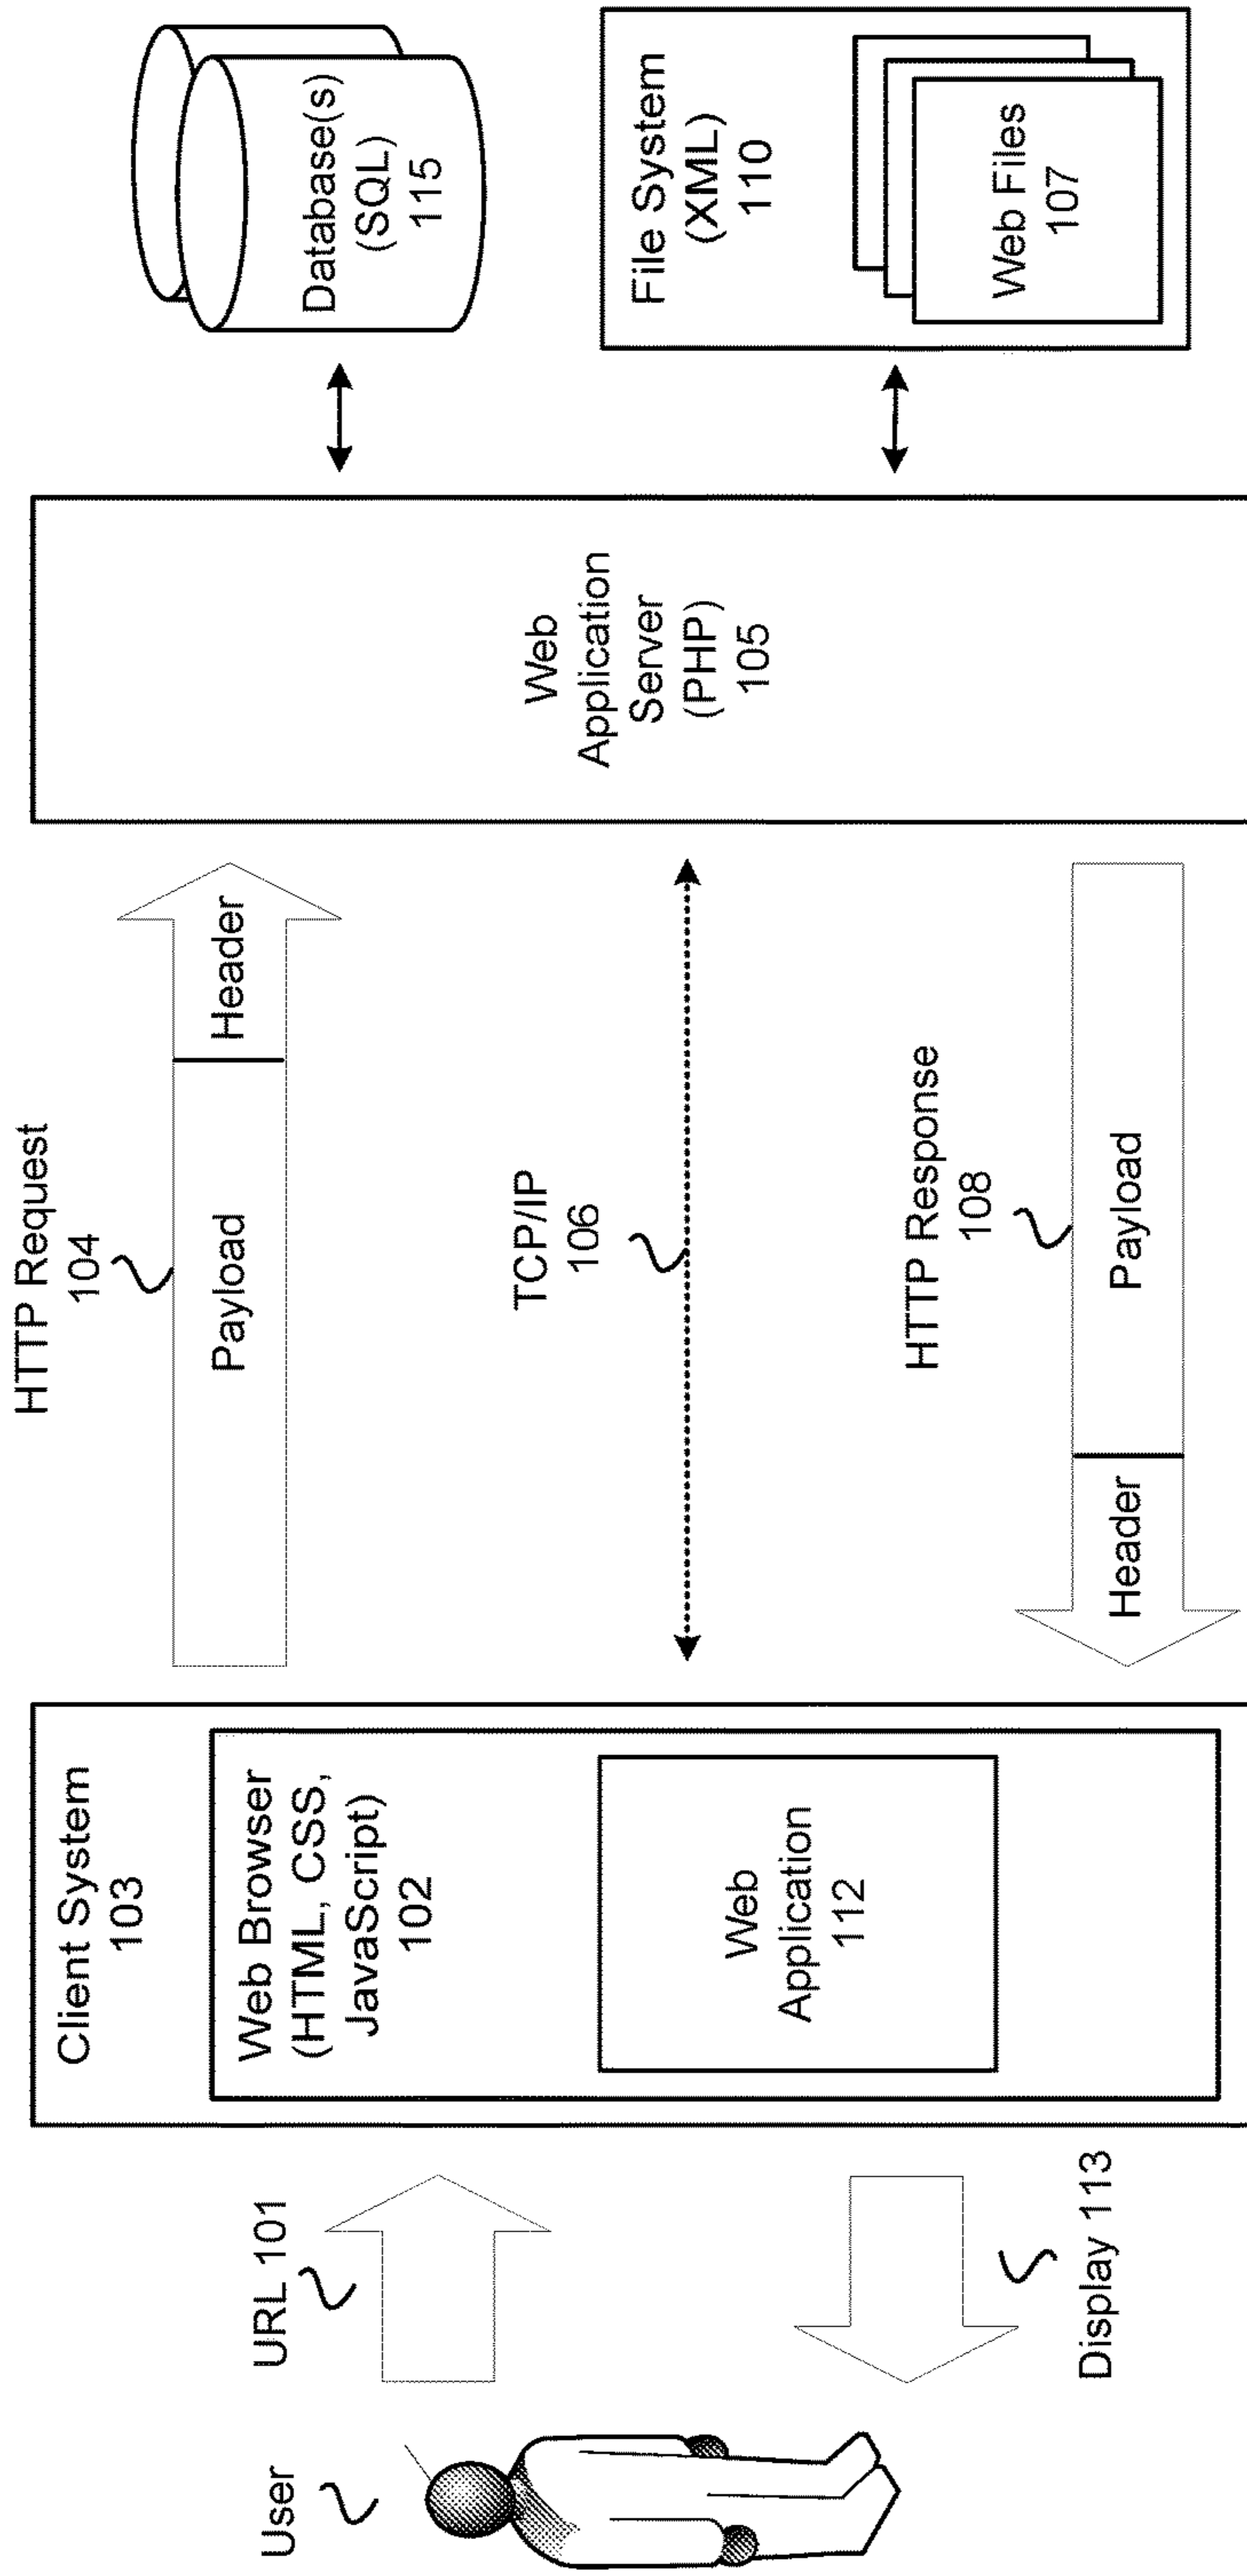 User
URL 101
Display 113
Client System
103
Web Browser
(HTML, CSS,
JavaScript)
102
Web
Application
112
HTTP Request
104
Payload
Header
TCP/IP
106
HTTP Response
108
Header
Payload
Web
Application
Server
(PHP)
105
Database(s)
(SQL)
115
File System
(XML)
110
Web Files
107